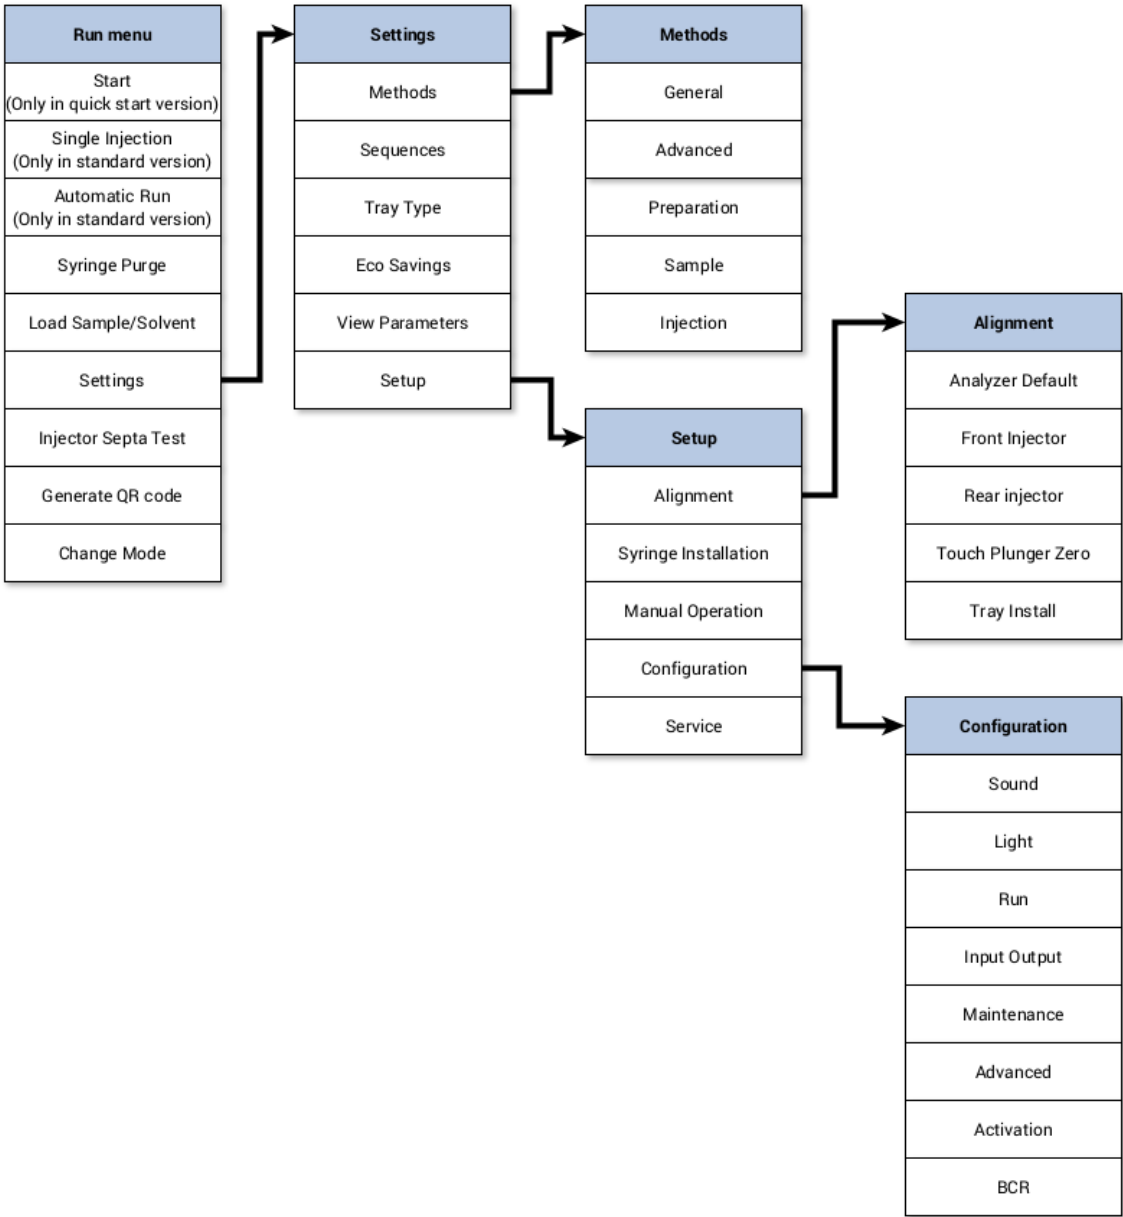 Run menu
Start
(Only in quick start version)
Single Injection
(Only in standard version)
Automatic Run
(Only in standard version)
Syringe Purge
Load Sample/Solvent
Settings
Injector Septa Test
Generate QR code
Change Mode
Settings
Methods
Sequences
Tray Type
Eco Savings
View Parameters
Setup
Methods
General
Advanced
Preparation
Sample
Injection
Setup
Alignment
Syringe Installation
Manual Operation
Configuration
Service
Alignment
Analyzer Default
Front Injector
Rear injector
Touch Plunger Zero
Tray Install
Configuration
Sound
Light
Run
Input Output
Maintenance
Advanced
Activation
BCR